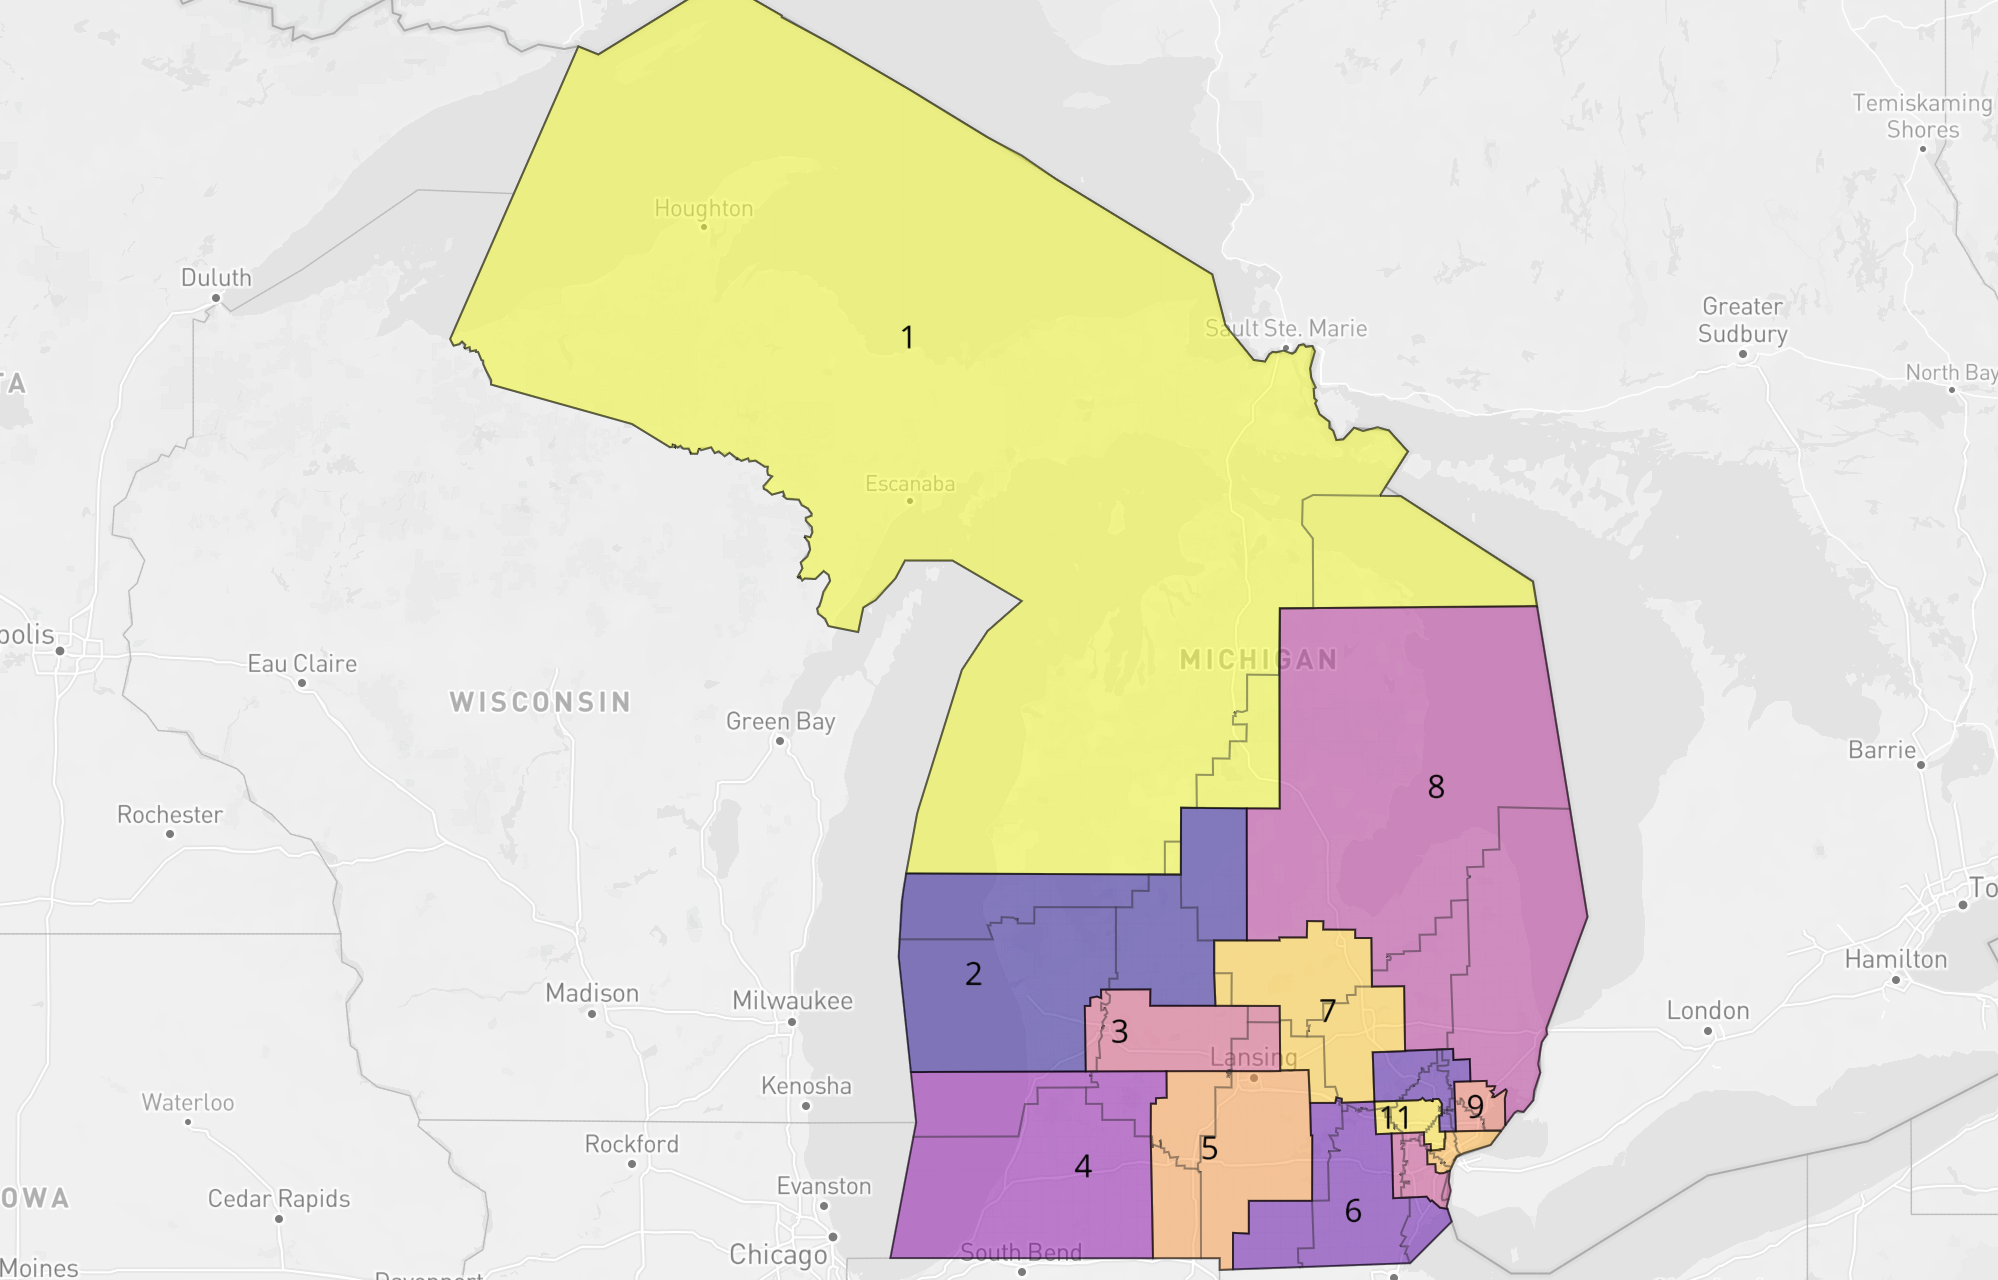 Temiskaming
Shores
Houghton
Duluth
Greater
Sudbury
Sault Ste. Marie
1
North Bay
TA
Escanaba
polis
Eau Claire
MICHIGAN
WISCONSIN
Green Bay
Barrie
8
Rochester
To
Hamilton
2
Madison
Milwaukee
7
London
3
Lansing
Kenosha
Waterloo
9
11
Rockford
5
4
Evanston
OWA
Cedar Rapids
6
Chicago
South Bend
Moines
Davenport